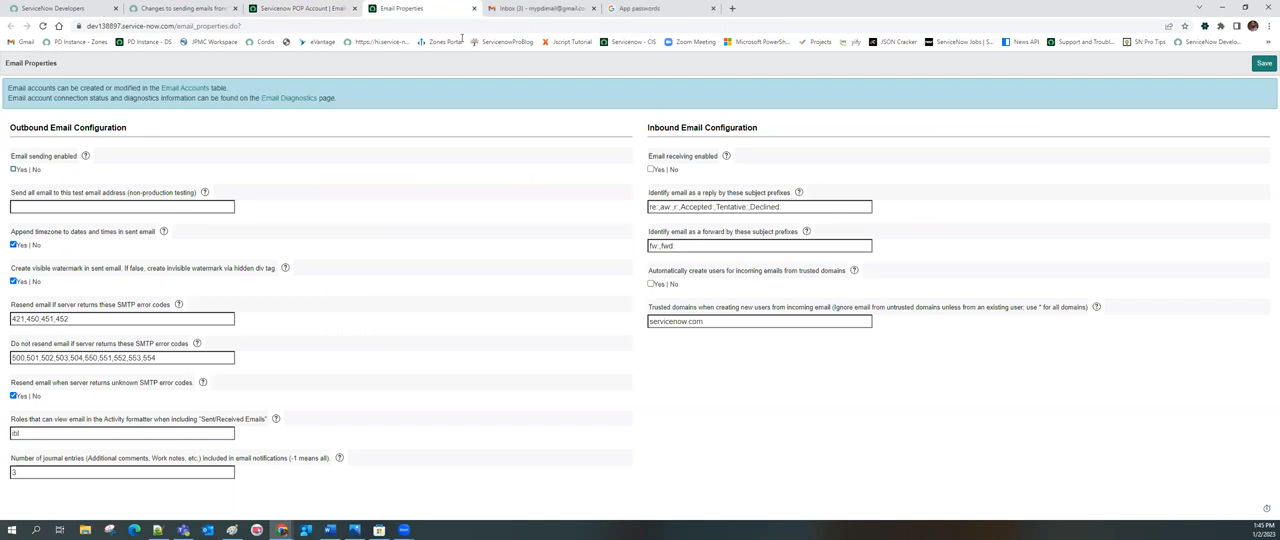 ServiceNow Developers
Changes to sending emails from
Servicenow POP Account | Email
Email Properties
Inbox (3) - mypdimail@gmail.co
App passwords
dev138897.service-now.com/email_properties.do?
Gmail
PD Instance - Zones
PD Instance - DS
JPMC Workspace
Cordis
eVantage
https://hi.service-n...
Zones Portal
ServicenowProBlog
Jscript Tutorial
Servicenow - CIS
Zoom Meeting
Microsoft PowerSh...
Projects
yify
JSON Cracker
ServiceNow Jobs | S...
News API
Support and Troubl...
SN Pro Tips
ServiceNow Develo...
Email Properties
Save
Email accounts can be created or modified in the Email Accounts table.
Email account connection status and diagnostics information can be found on the Email Diagnostics page.
Outbound Email Configuration
Email sending enabled
Yes | No
Send all email to this test email address (non-production testing)
Append timezone to dates and times in sent email
Yes | No
Create visible watermark in sent email. If false, create invisible watermark via hidden div tag.
Yes | No
Resend email if server returns these SMTP error codes
421,450,451,452
Do not resend email if server returns these SMTP error codes
500,501,502,503,504,550,551,552,553,554
Resend email when server returns unknown SMTP error codes.
Yes | No
Roles that can view email in the Activity formatter when including "Sent/Received Emails"
itil
Number of journal entries (Additional comments, Work notes, etc.) included in email notifications (-1 means all).
3
Inbound Email Configuration
Email receiving enabled
Yes | No
Identify email as a reply by these subject prefixes
re:,aw:,r:,Accepted:,Tentative:,Declined:
Identify email as a forward by these subject prefixes
fw:,fwd:
Automatically create users for incoming emails from trusted domains
Yes | No
Trusted domains when creating new users from incoming email (Ignore email from untrusted domains unless from an existing user; use * for all domains)
servicenow.com
1:45 PM
1/2/2023